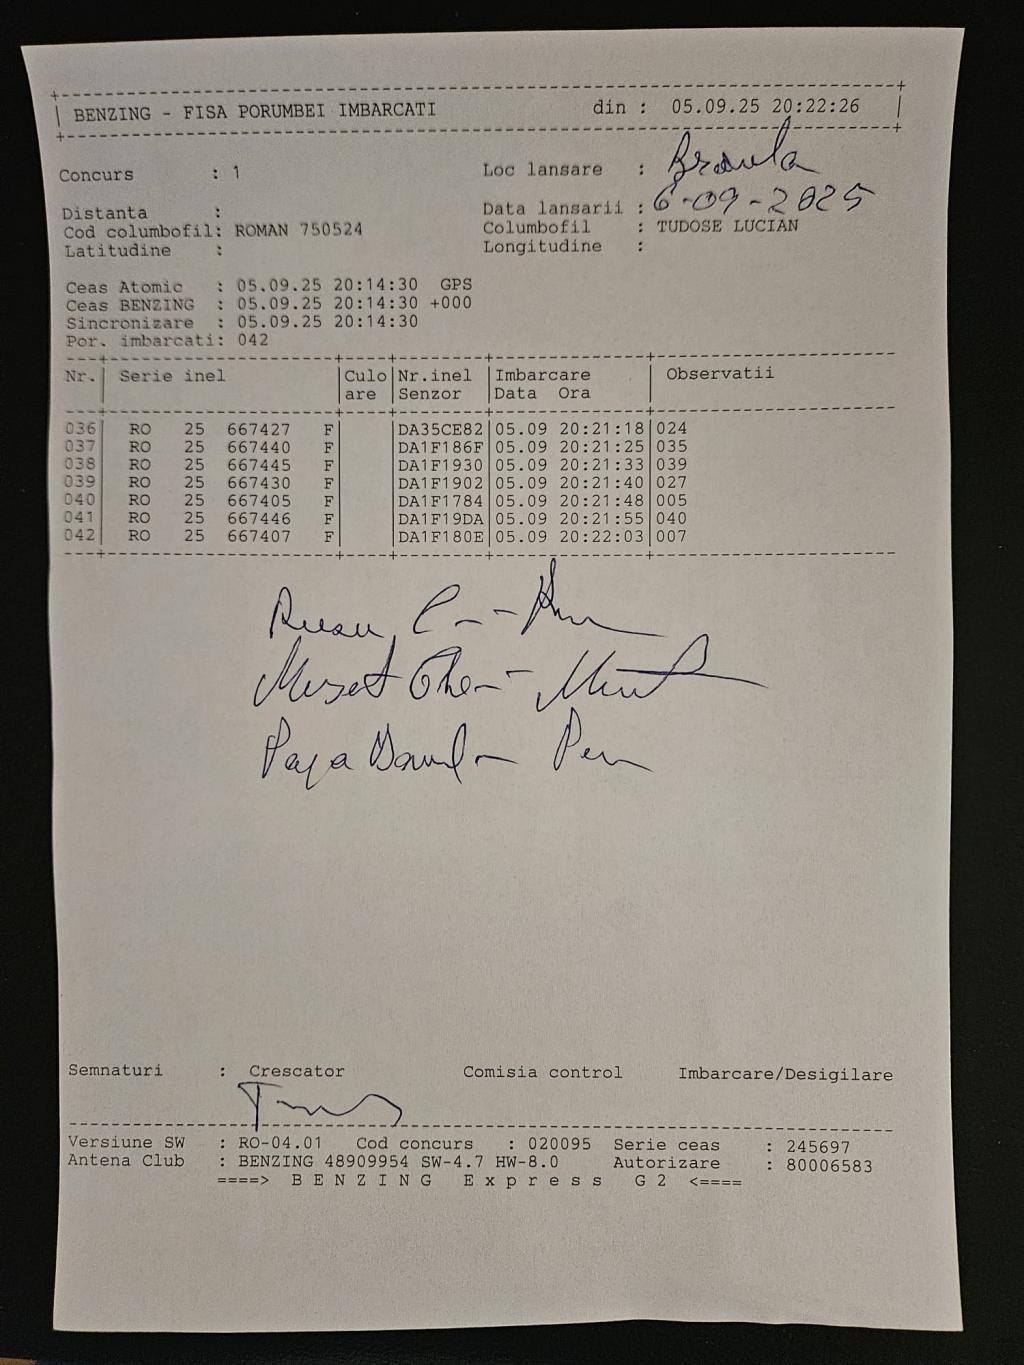 BENZING - FISA PORUMBEI IMBARCATI din : 05.09.25 20:22:26
Concurs : 1 Loc lansare :
Distanta : Data lansarii : 6-09-2025
Cod columbofil: ROMAN 750524 Columbofil : TUDOSE LUCIAN
Latitudine : Longitudine :
Ceas Atomic : 05.09.25 20:14:30 GPS
Ceas BENZING : 05.09.25 20:14:30 +000
Sincronizare : 05.09.25 20:14:30
Por. imbarcati: 042
Nr. Serie inel Culo Nr.inel Imbarcare Observatii
are Senzor Data Ora
036 RO 25 667427 F DA35CE82 05.09 20:21:18 024
037 RO 25 667440 F DA1F186F 05.09 20:21:25 035
038 RO 25 667445 F DA1F1930 05.09 20:21:33 039
039 RO 25 667430 F DA1F1902 05.09 20:21:40 027
040 RO 25 667405 F DA1F1784 05.09 20:21:48 005
041 RO 25 667446 F DA1F19DA 05.09 20:21:55 040
042 RO 25 667407 F DA1F180E 05.09 20:22:03 007
Semnaturi : Crescator Comisia control Imbarcare/Desigilare
Versiune SW : RO-04.01 Cod concurs : 020095 Serie ceas : 245697
Antena Club : BENZING 48909954 SW-4.7 HW-8.0 Autorizare : 80006583
====> B E N Z I N G E x p r e s s G 2 <====